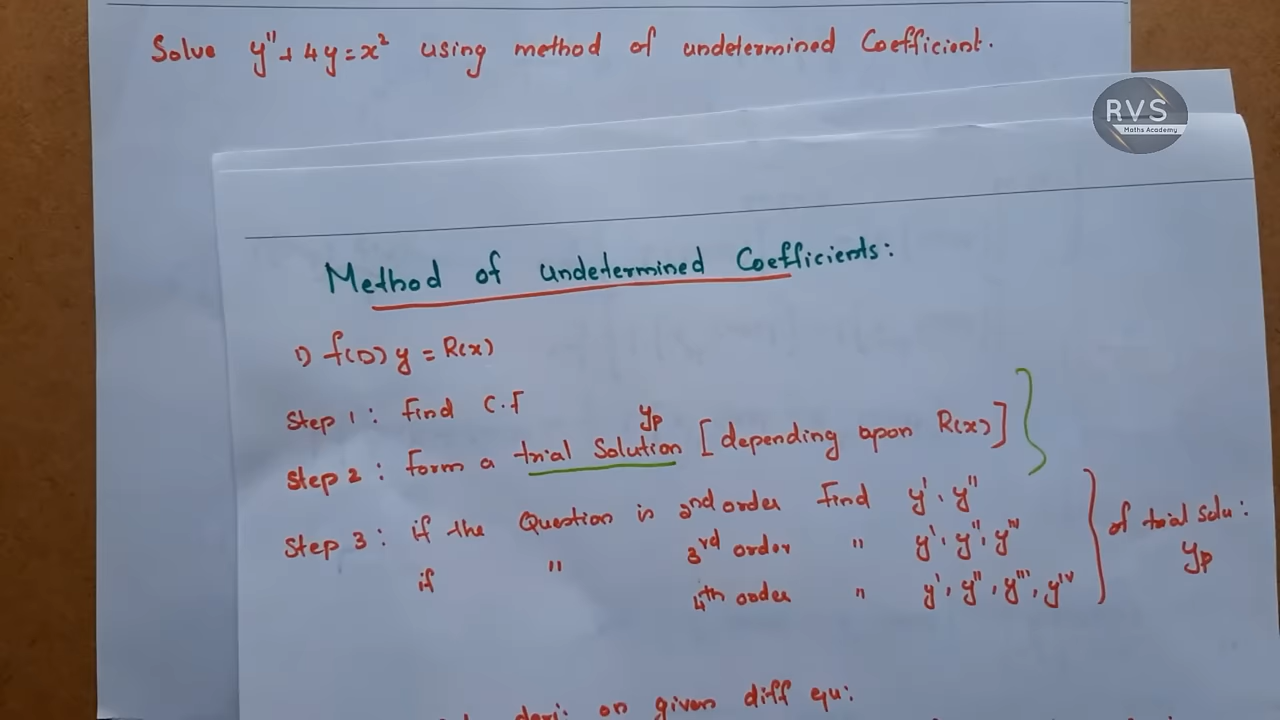 Solve y'' + 4y = x² using method of undetermined Coefficient.
RVS
Maths Academy
Method of undetermined Coefficients:
1) f(D) y = R(x)
Step 1: Find C.F
yp
Step 2: Form a trial Solution [depending upon R(x)]
Step 3: if the Question is 2nd order Find y', y''
if " 3rd order " y', y'', y'''
4th order " y', y'', y''', y'ᵛ
of trial Solu:
yp
on given diff equ: